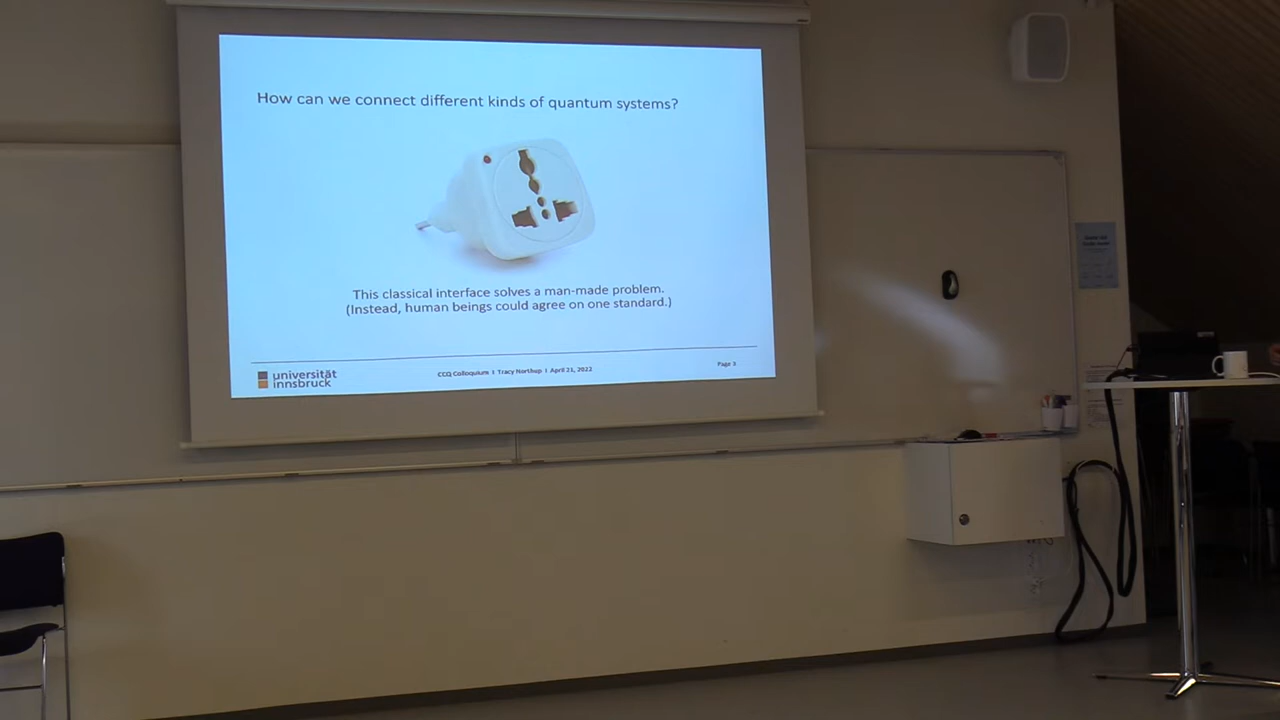 How can we connect different kinds of quantum systems?
This classical interface solves a man-made problem.
(Instead, human beings could agree on one standard.)
universität
innsbruck
CCQ Colloquium I Tracy Northup I April 21, 2022
Page 3